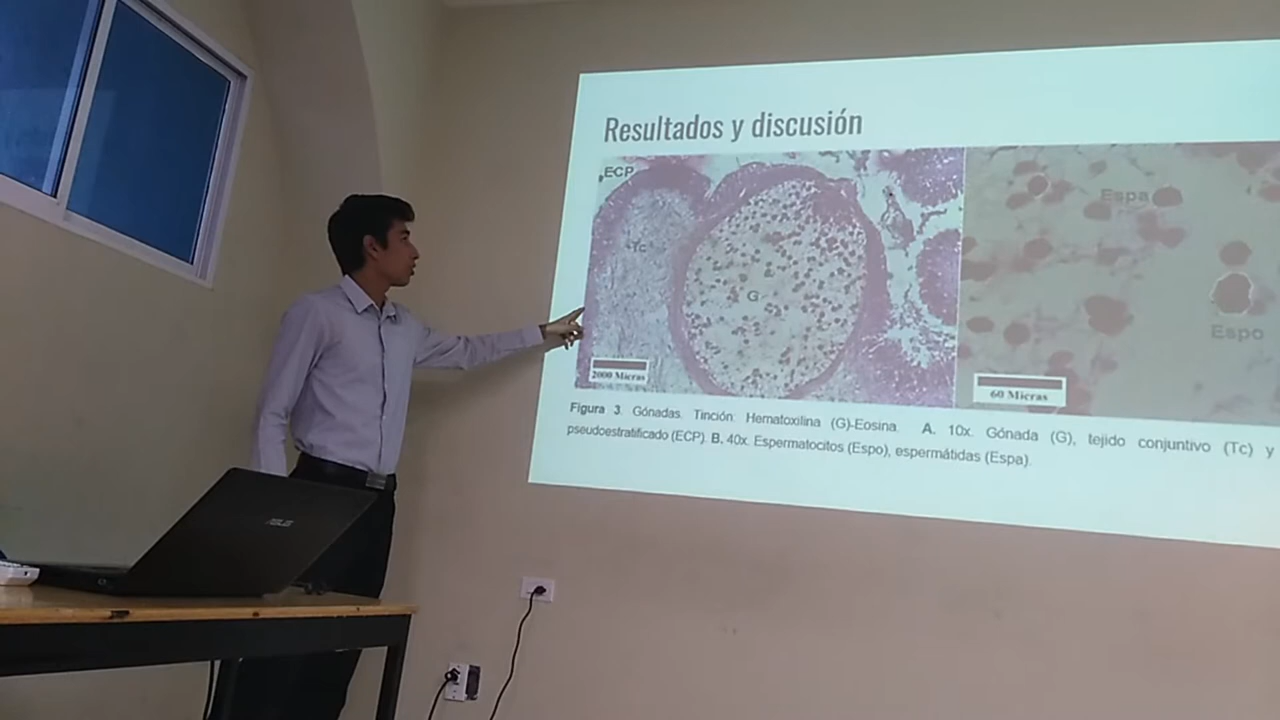 Resultados y discusión
ECP
Tc
G
2000 Micras
Espa
Espo
60 Micras
Figura 3. Gónadas. Tinción: Hematoxilina (G)-Eosina. A. 10x. Gónada (G), tejido conjuntivo (Tc) y
pseudoestratificado (ECP). B. 40x. Espermatocitos (Espo), espermátidas (Espa).
ASUS